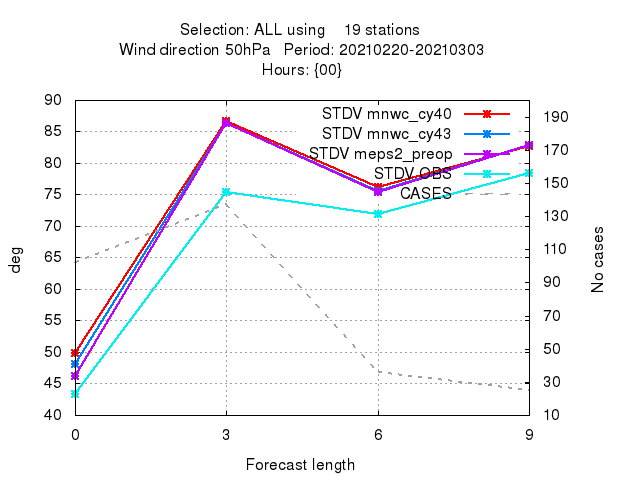 Selection: ALL using 19 stations
Wind direction 50hPa Period: 20210220-20210303
Hours: {00}
STDV mnwc_cy40
STDV mnwc_cy43
STDV meps2_preop
STDV OBS
CASES
90
85
80
75
70
65
60
55
50
45
40
deg
190
170
150
130
110
90
70
50
30
10
No cases
0 3 6 9
Forecast length